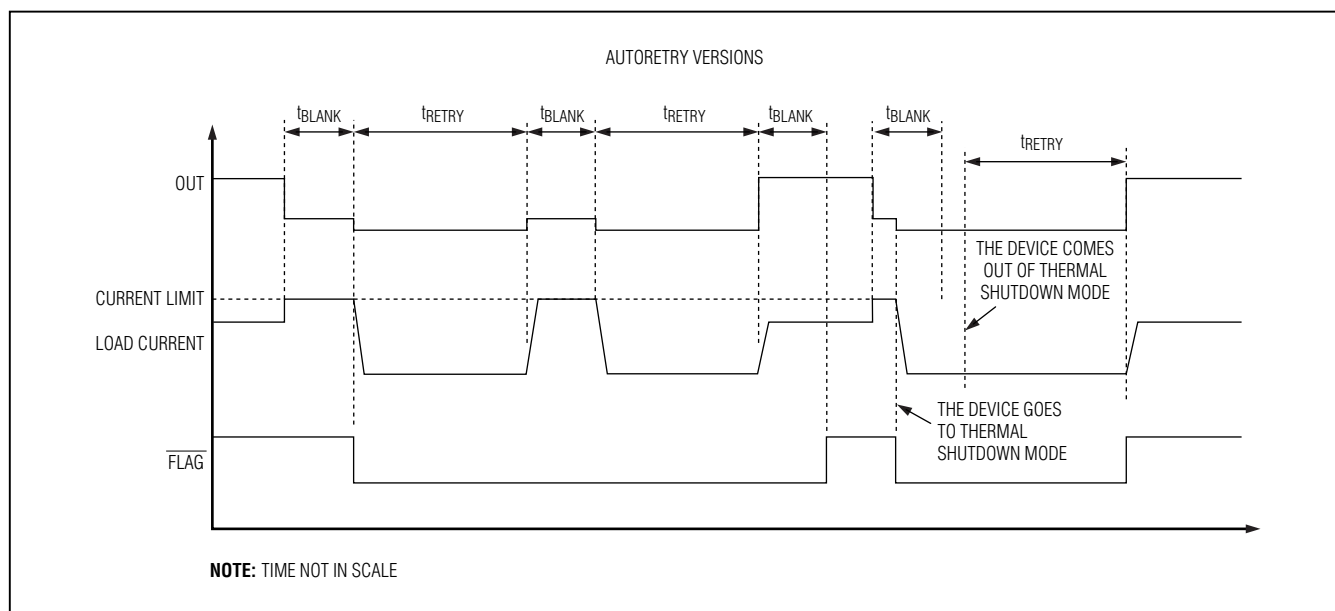 AUTORETRY VERSIONS
tBLANK
tRETRY
tBLANK
tRETRY
tBLANK
tBLANK
tRETRY
OUT
THE DEVICE COMES
OUT OF THERMAL
SHUTDOWN MODE
CURRENT LIMIT
LOAD CURRENT
THE DEVICE GOES
TO THERMAL
SHUTDOWN MODE
FLAG
NOTE: TIME NOT IN SCALE